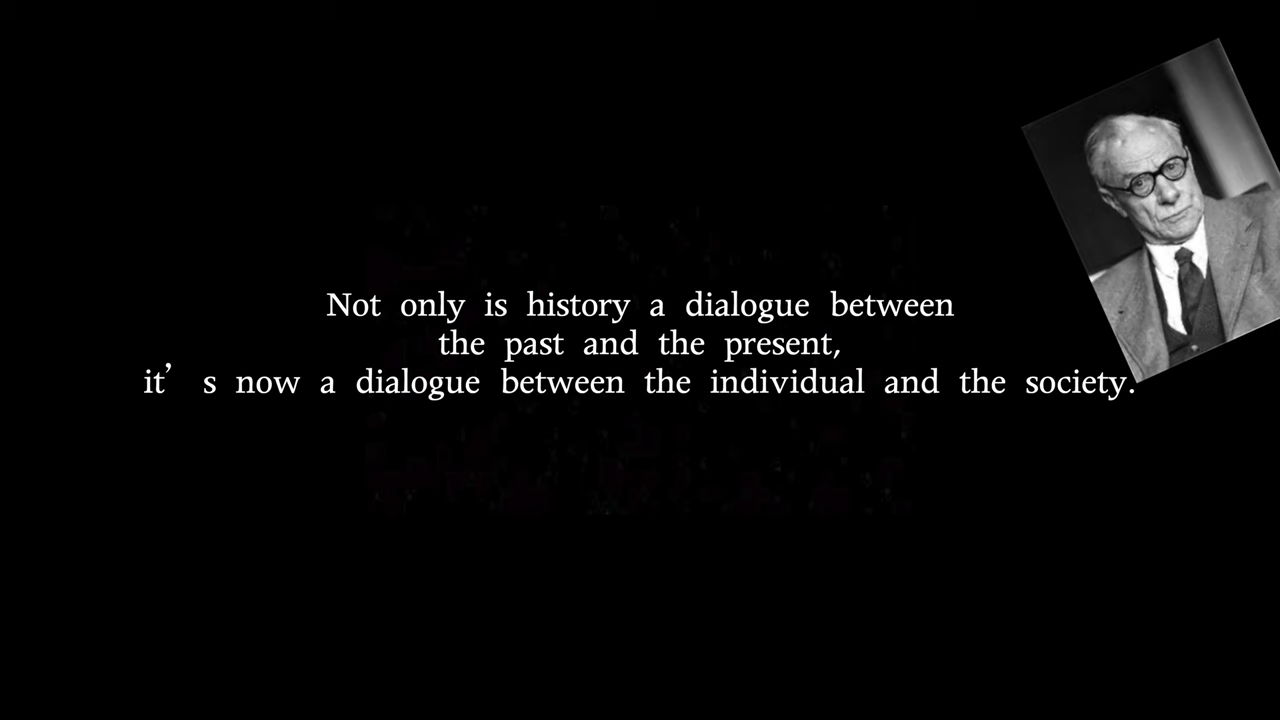 Not only is history a dialogue between
the past and the present,
it’ s now a dialogue between the individual and the society.